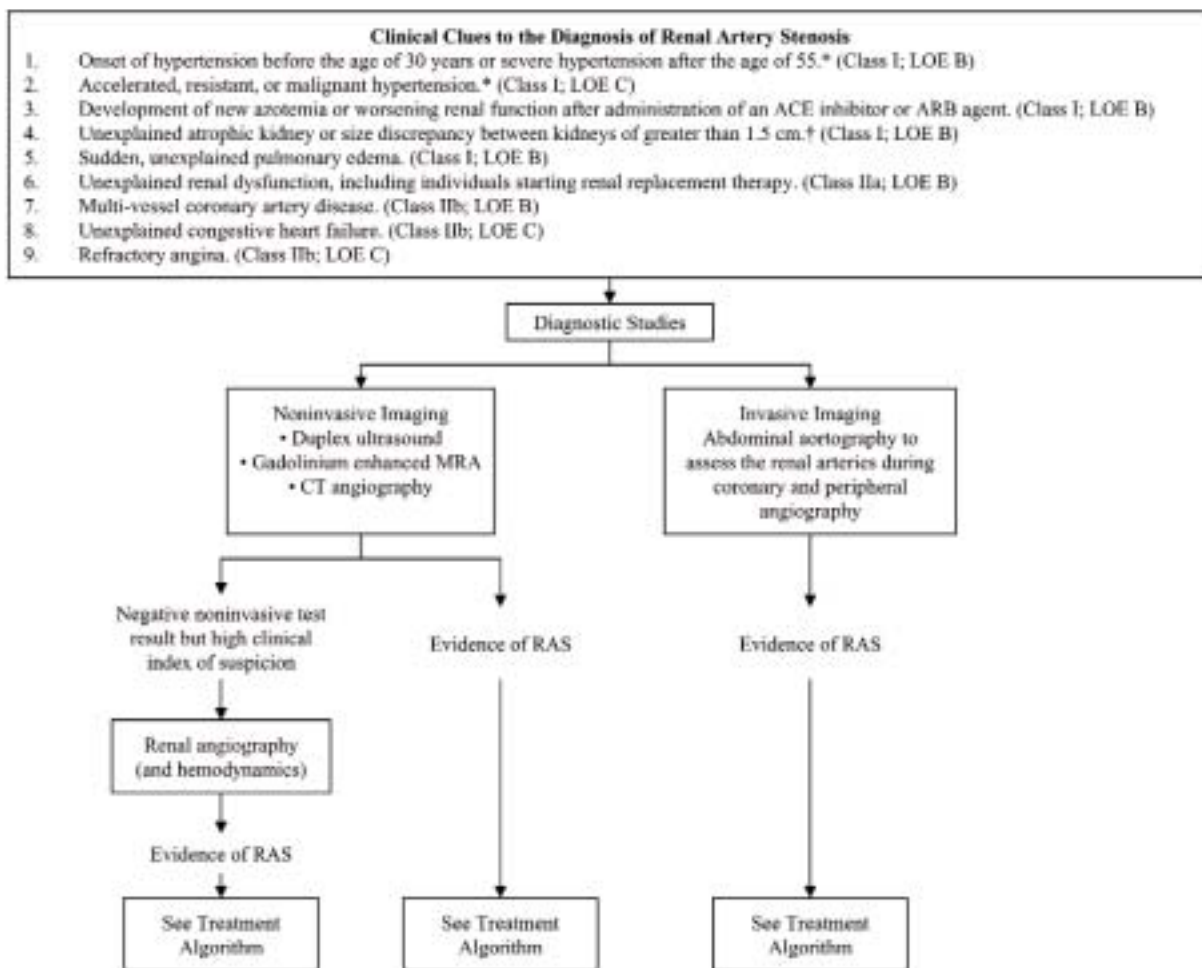 Clinical Clues to the Diagnosis of Renal Artery Stenosis
1. Onset of hypertension before the age of 30 years or severe hypertension after the age of 55.* (Class I; LOE B)
2. Accelerated, resistant, or malignant hypertension.* (Class I; LOE C)
3. Development of new azotemia or worsening renal function after administration of an ACE inhibitor or ARB agent. (Class I; LOE B)
4. Unexplained atrophic kidney or size discrepancy between kidneys of greater than 1.5 cm.† (Class I; LOE B)
5. Sudden, unexplained pulmonary edema. (Class I; LOE B)
6. Unexplained renal dysfunction, including individuals starting renal replacement therapy. (Class IIa; LOE B)
7. Multi-vessel coronary artery disease. (Class IIb; LOE B)
8. Unexplained congestive heart failure. (Class IIb; LOE C)
9. Refractory angina. (Class IIb; LOE C)
Diagnostic Studies
Noninvasive Imaging
• Duplex ultrasound
• Gadolinium enhanced MRA
• CT angiography
Invasive Imaging
Abdominal aortography to
assess the renal arteries during
coronary and peripheral
angiography
Negative noninvasive test
result but high clinical
index of suspicion
Evidence of RAS
Evidence of RAS
Renal angiography
(and hemodynamics)
Evidence of RAS
See Treatment
Algorithm
See Treatment
Algorithm
See Treatment
Algorithm